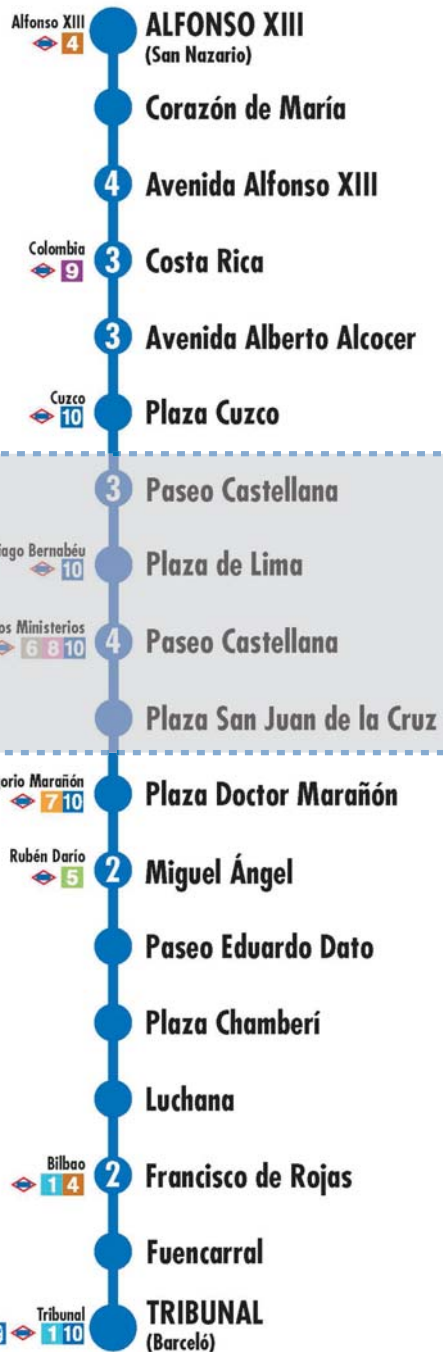 Alfonso XIII
4
ALFONSO XIII
(San Nazario)
Corazón de María
4 Avenida Alfonso XIII
Colombia
9
3 Costa Rica
3 Avenida Alberto Alcocer
Cuzco
10
Plaza Cuzco
3 Paseo Castellana
Bernabéu
10
Plaza de Lima
Ministerios
6 8 10
4 Paseo Castellana
Plaza San Juan de la Cruz
Marañón
7 10
Plaza Doctor Marañón
Rubén Darío
5
2 Miguel Ángel
Paseo Eduardo Dato
Plaza Chamberí
Luchana
Bilbao
1 4
2 Francisco de Rojas
Fuencarral
Tribunal
1 10
TRIBUNAL
(Barceló)